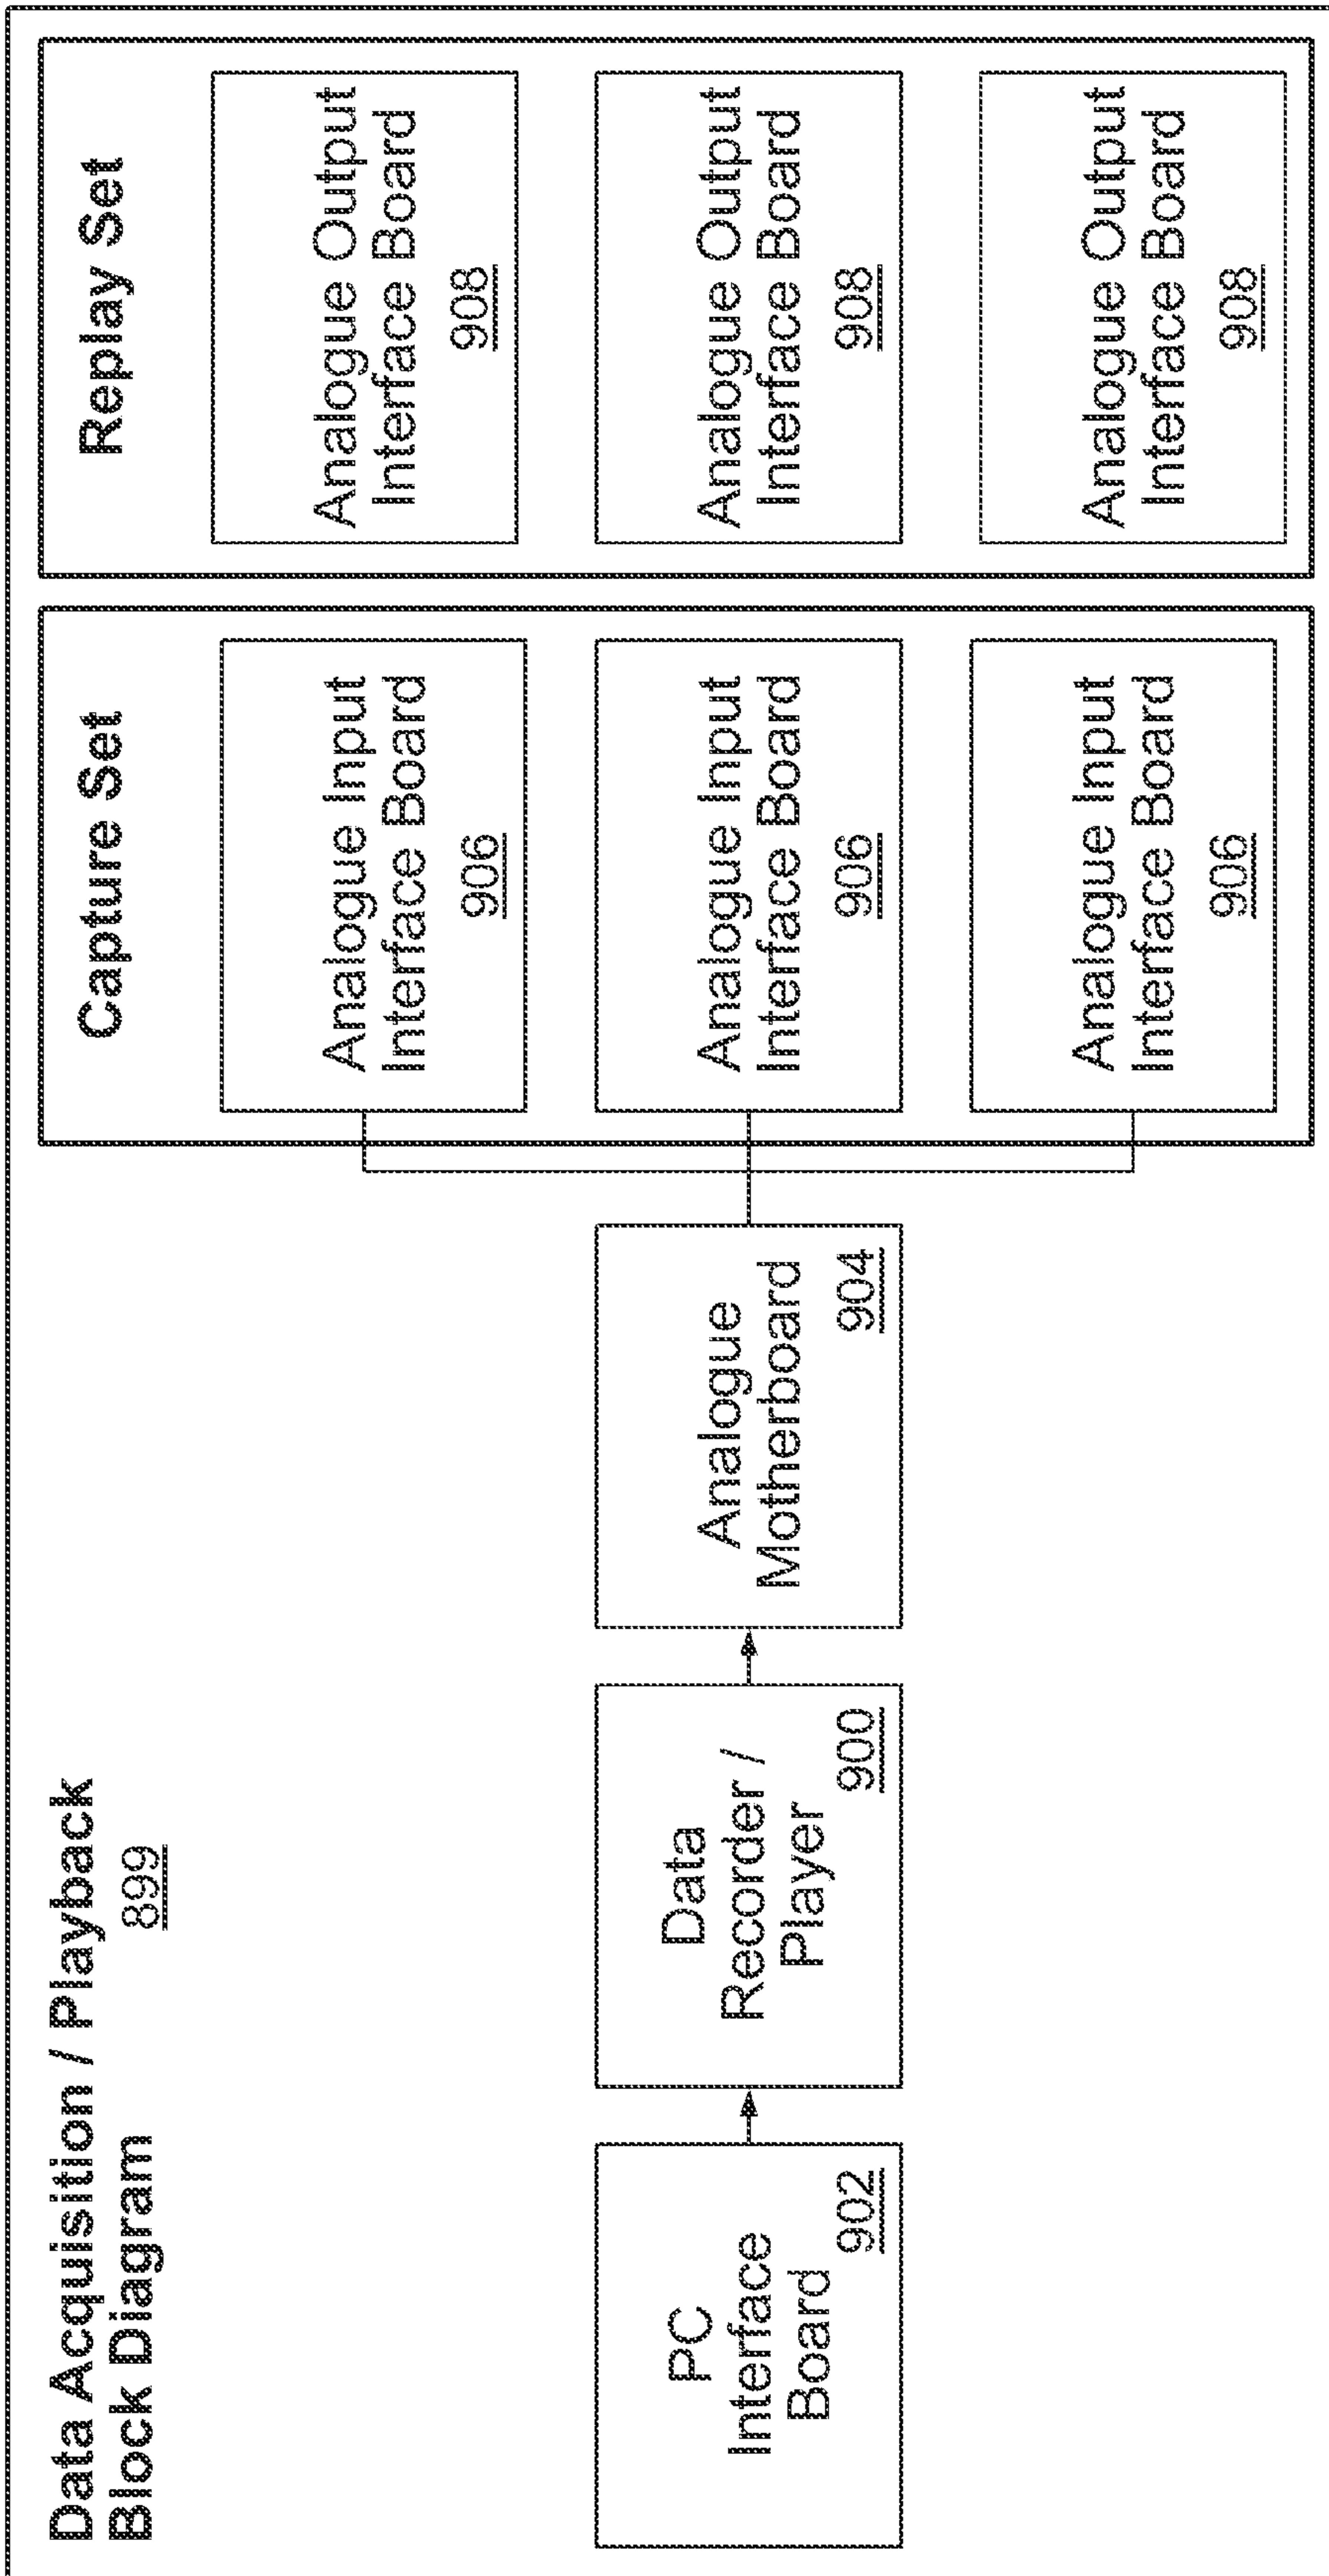 Data Acquisition / Playback
Block Diagram
899
PC
Interface
Board
902
Data
Recorder /
Player
900
Analogue
Motherboard
904
Capture Set
Analogue Input
Interface Board
906
Analogue Input
Interface Board
906
Analogue Input
Interface Board
906
Replay Set
Analogue Output
Interface Board
908
Analogue Output
Interface Board
908
Analogue Output
Interface Board
908